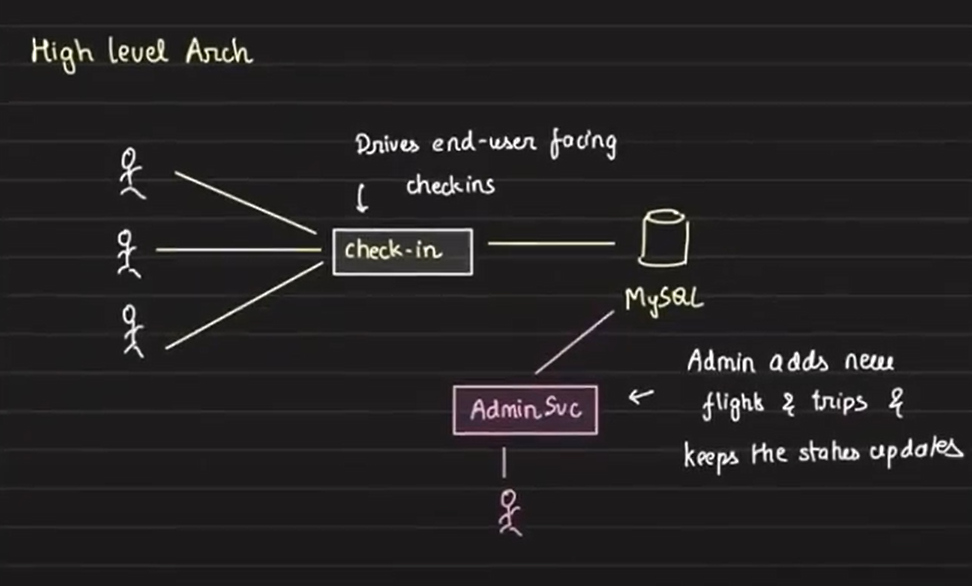 High level Arch
Drives end-user facing
checkins
check-in
MySQL
Admin Svc
Admin adds new
flights & trips &
keeps the status updates